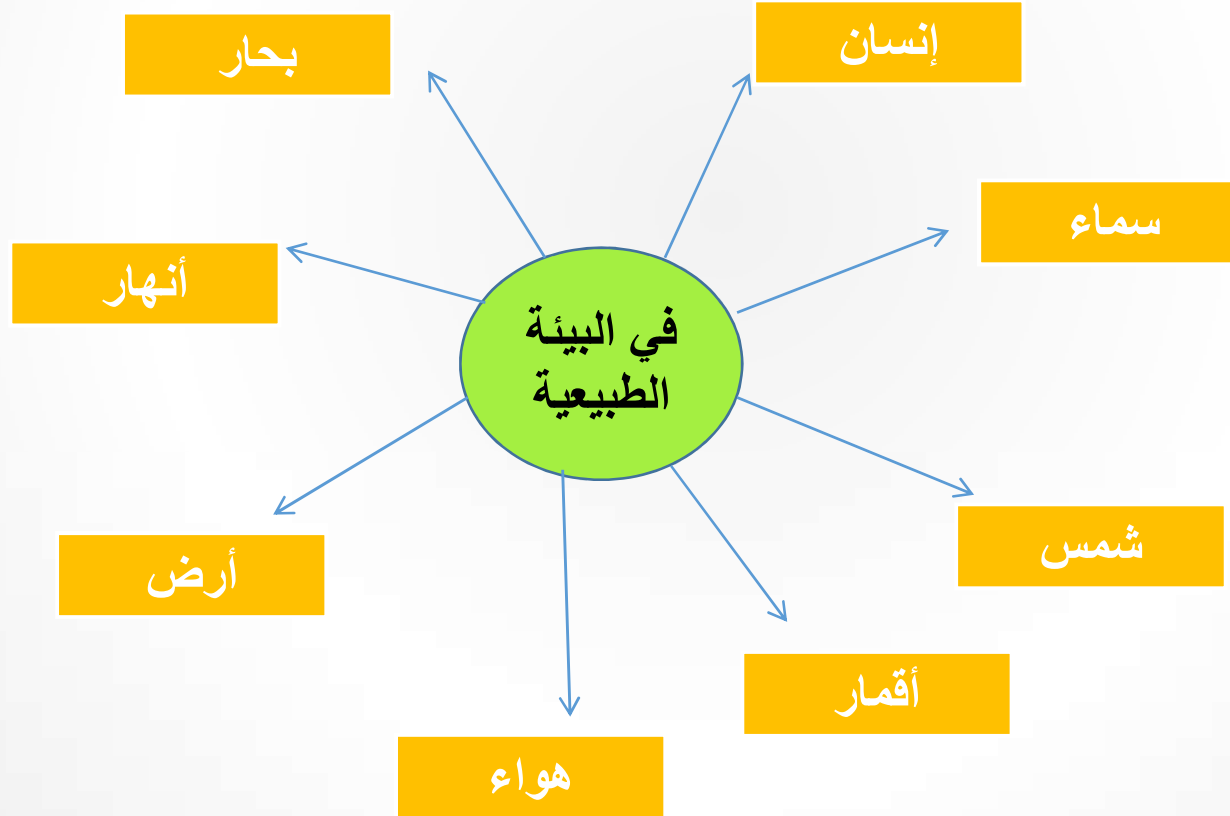 إنسان
بحار
سماء
أنهار
في البيئة
الطبيعية
شمس
أرض
أقمار
هواء